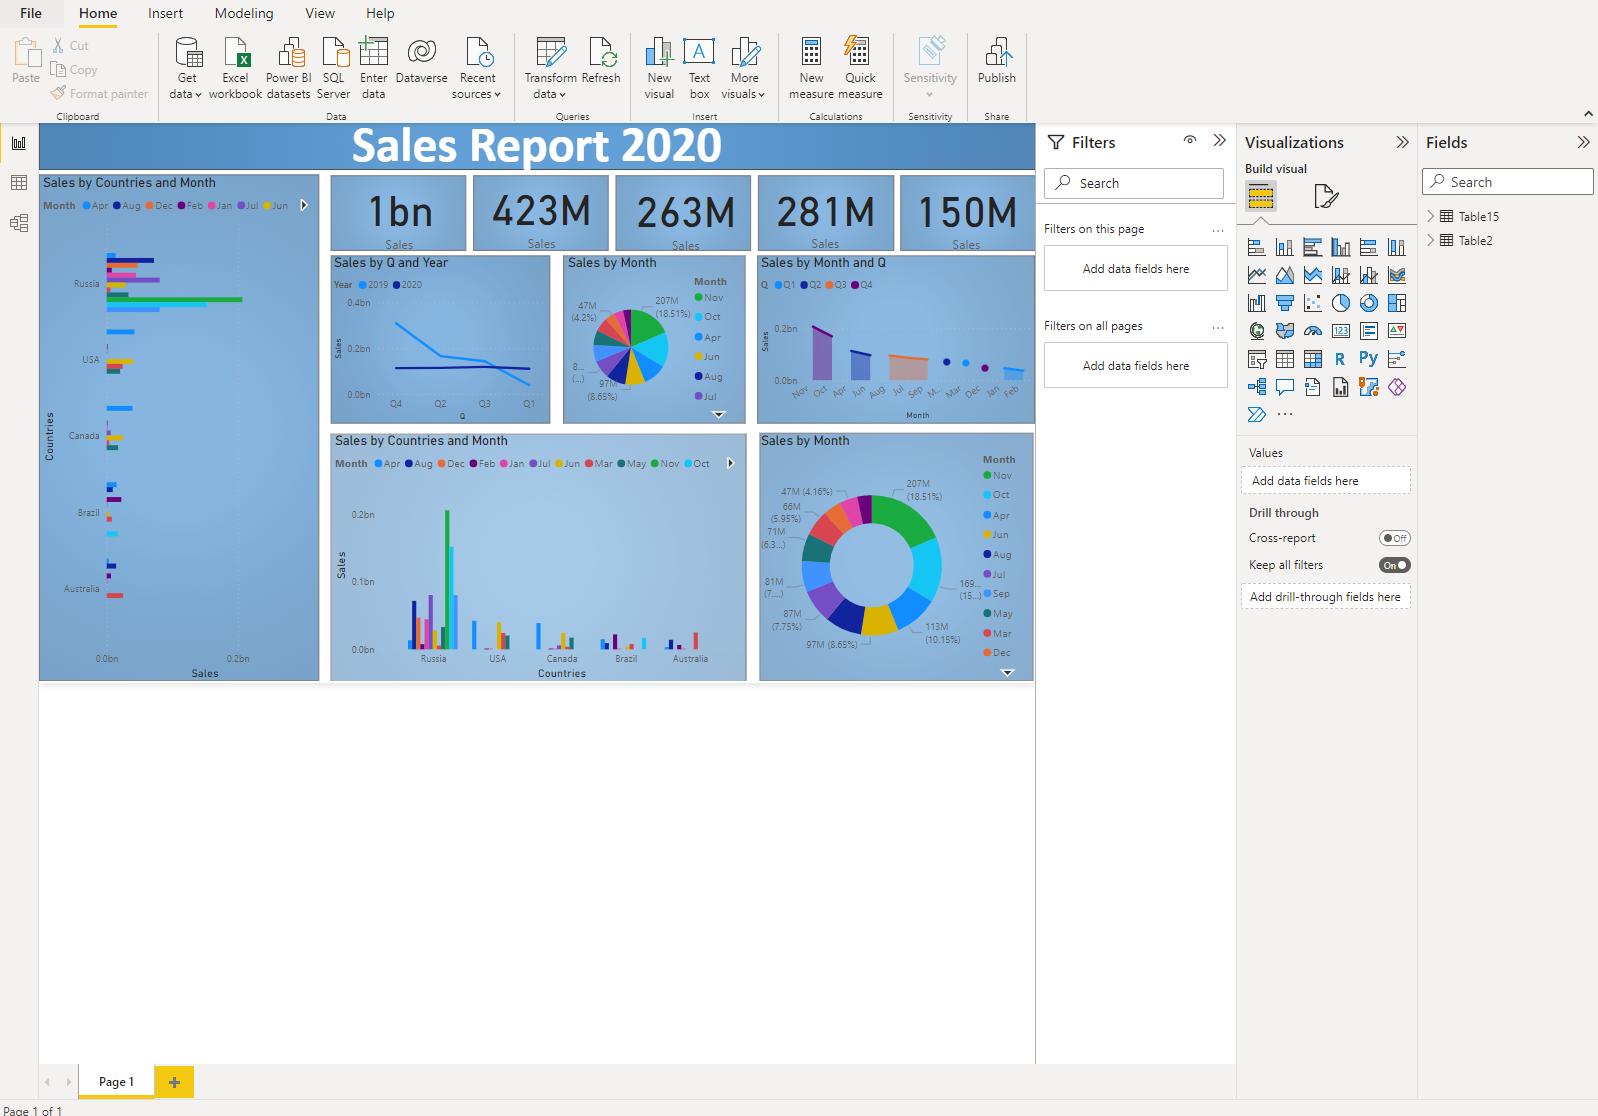 File Home Insert Modeling View Help
Paste
Cut
Copy
Format painter
Clipboard
Get data
Excel workbook
Power BI datasets
SQL Server
Enter data
Dataverse
Recent sources
Data
Transform data
Refresh
Queries
New visual
Text box
More visuals
Insert
New measure
Quick measure
Calculations
Sensitivity
Sensitivity
Publish
Share
Sales Report 2020
Sales by Countries and Month
Month Apr Aug Dec Feb Jan Jul Jun
Countries
Russia
USA
Canada
Brazil
Australia
0.0bn 0.2bn
Sales
1bn
Sales
423M
Sales
263M
Sales
281M
Sales
150M
Sales
Sales by Q and Year
Year 2019 2020
0.4bn
0.2bn
0.0bn
Sales
Q4 Q2 Q3 Q1
Q
Sales by Month
47M
(4.2%)
207M
(18.51%)
8...
(...)
97M
(8.65%)
Month
Nov
Oct
Apr
Jun
Aug
Jul
Sales by Month and Q
Q Q1 Q2 Q3 Q4
0.2bn
0.0bn
Sales
Nov Oct Apr Jun Aug Jul Sep M... Mar Dec Jan Feb
Month
Sales by Countries and Month
Month Apr Aug Dec Feb Jan Jul Jun Mar May Nov Oct
0.2bn
0.1bn
0.0bn
Sales
Russia USA Canada Brazil Australia
Countries
Sales by Month
207M
(18.51%)
169...
(15...)
113M
(10.15%)
97M (8.65%)
87M
(7.75%)
81M
(7....)
71M
(6.3...)
66M
(5.95%)
47M (4.16%)
Month
Nov
Oct
Apr
Jun
Aug
Jul
Sep
May
Mar
Dec
Filters
Search
Filters on this page ...
Add data fields here
Filters on all pages ...
Add data fields here
Visualizations
Build visual
123
R
Py
...
Values
Add data fields here
Drill through
Cross-report Off
Keep all filters On
Add drill-through fields here
Fields
Search
Table15
Table2
Page 1
Page 1 of 1